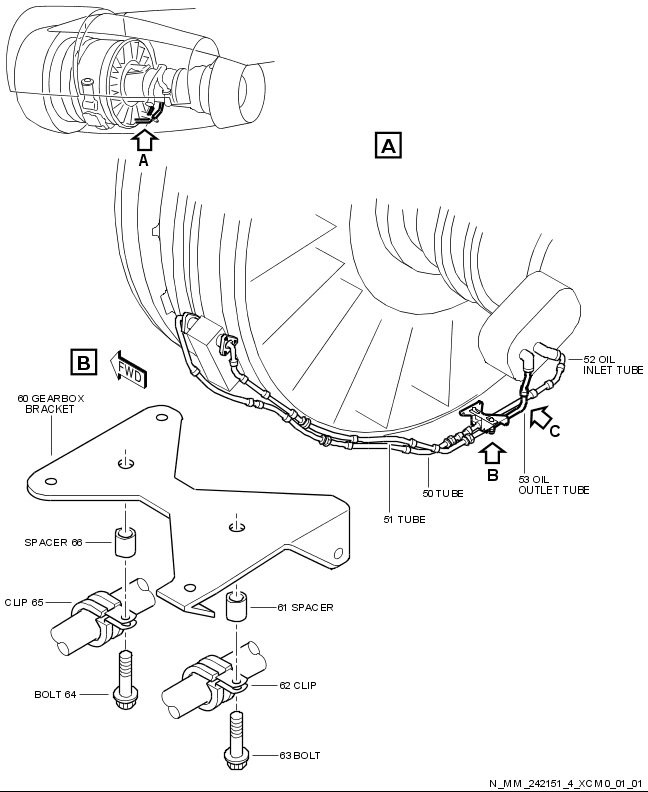 A
A
B
FWD
60 GEARBOX
BRACKET
52 OIL
INLET TUBE
C
B
53 OIL
OUTLET TUBE
50 TUBE
51 TUBE
SPACER 66
CLIP 65
61 SPACER
BOLT 64
62 CLIP
63 BOLT
N_MM_242151_4_XCM0_01_01